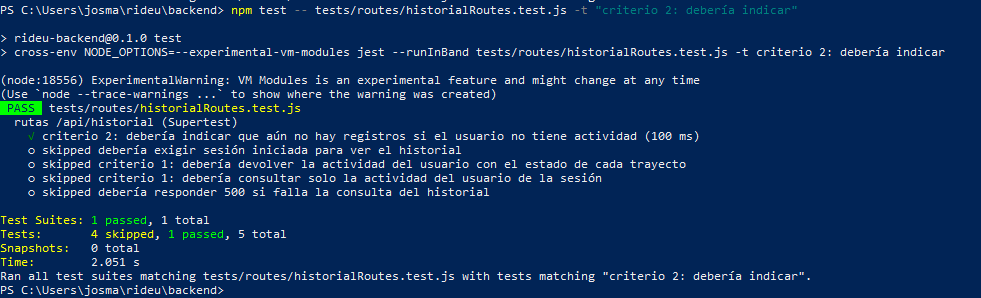 PS C:\Users\josma\rideu\backend> npm test -- tests/routes/historialRoutes.test.js -t "criterio 2: debería indicar"
> rideu-backend@0.1.0 test
> cross-env NODE_OPTIONS=--experimental-vm-modules jest --runInBand tests/routes/historialRoutes.test.js -t criterio 2: debería indicar
(node:18556) ExperimentalWarning: VM Modules is an experimental feature and might change at any time
(Use `node --trace-warnings ...` to show where the warning was created)
PASS tests/routes/historialRoutes.test.js
rutas /api/historial (Supertest)
√ criterio 2: debería indicar que aún no hay registros si el usuario no tiene actividad (100 ms)
o skipped debería exigir sesión iniciada para ver el historial
o skipped criterio 1: debería devolver la actividad del usuario con el estado de cada trayecto
o skipped criterio 1: debería consultar solo la actividad del usuario de la sesión
o skipped debería responder 500 si falla la consulta del historial
Test Suites: 1 passed, 1 total
Tests: 4 skipped, 1 passed, 5 total
Snapshots: 0 total
Time: 2.051 s
Ran all test suites matching tests/routes/historialRoutes.test.js with tests matching "criterio 2: debería indicar".
PS C:\Users\josma\rideu\backend>